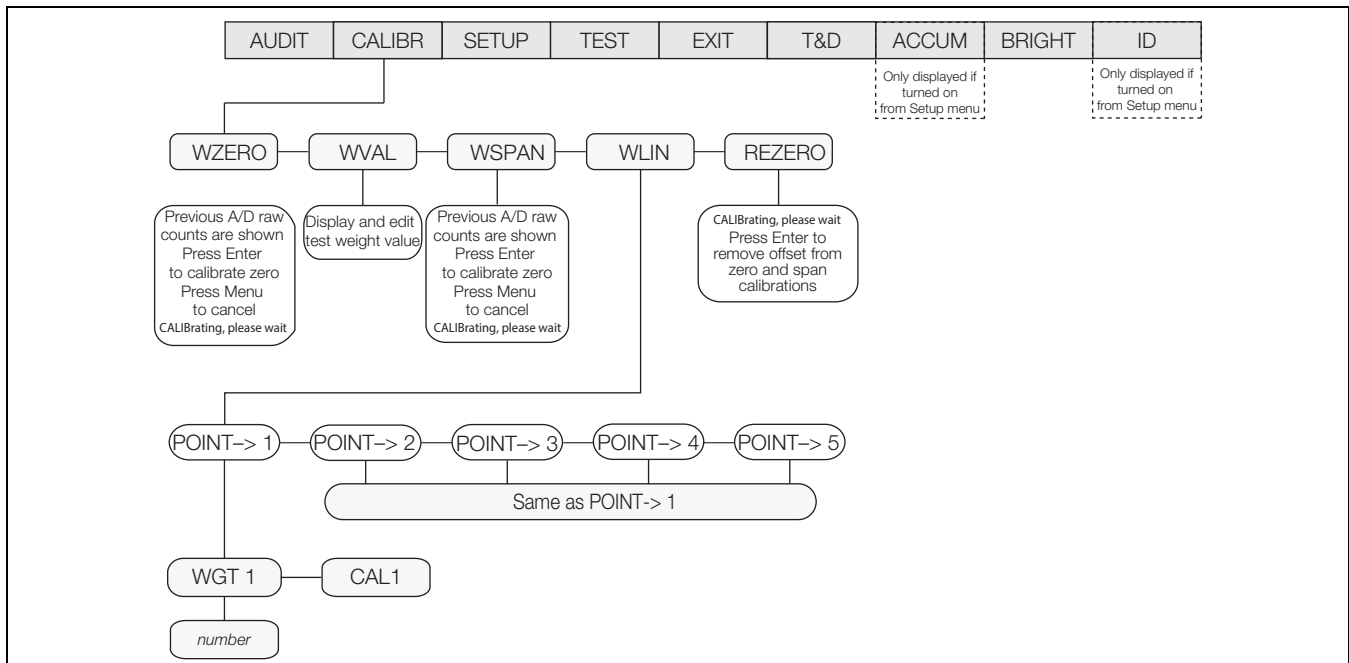 AUDIT CALIBR SETUP TEST EXIT T&D ACCUM BRIGHT ID
Only displayed if
turned on
from Setup menu
Only displayed if
turned on
from Setup menu
WZERO WVAL WSPAN WLIN REZERO
Previous A/D raw
counts are shown
Press Enter
to calibrate zero
Press Menu
to cancel
CALIBrating, please wait
Display and edit
test weight value
Previous A/D raw
counts are shown
Press Enter
to calibrate zero
Press Menu
to cancel
CALIBrating, please wait
CALIBrating, please wait
Press Enter to
remove offset from
zero and span
calibrations
POINT–> 1 POINT–> 2 POINT–> 3 POINT–> 4 POINT–> 5
Same as POINT-> 1
WGT 1 CAL1
number